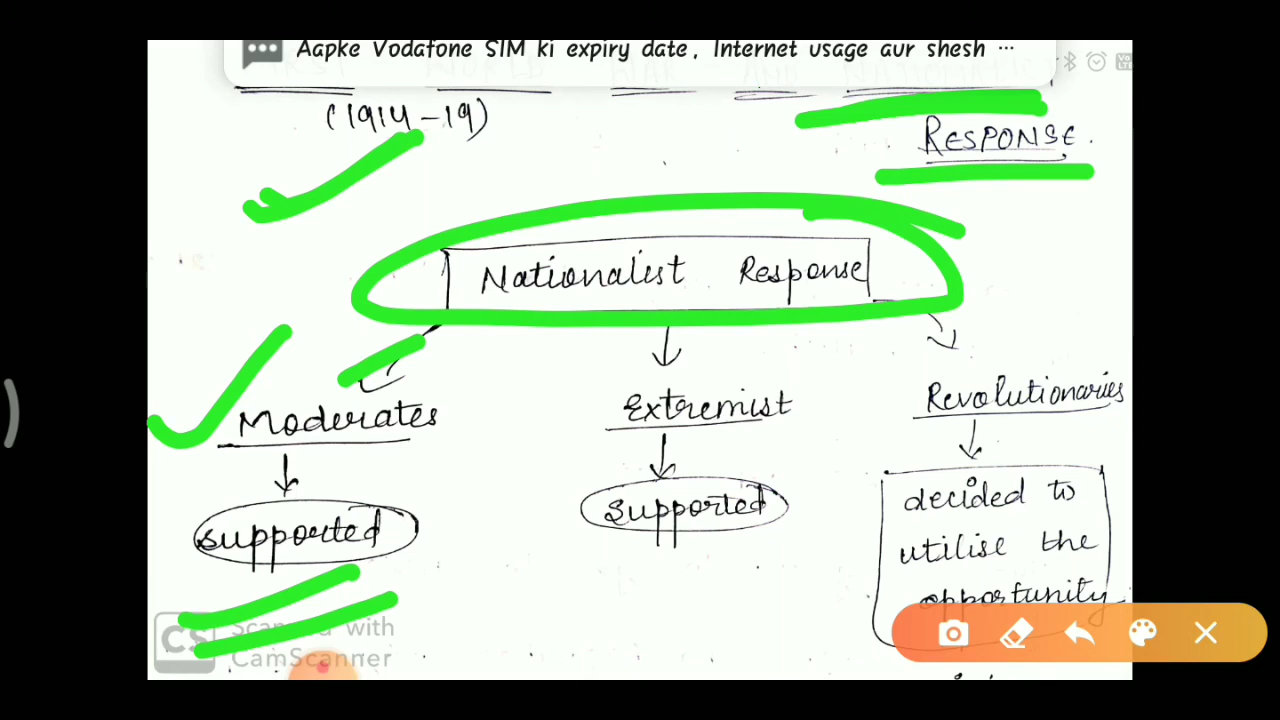 Aapke Vodafone SIM ki expiry date, Internet usage aur shesh ...
(1914-19)
RESPONSE.
Nationalist Response
Moderates
Extremist
Revolutionaries
supported
supported
decided to
utilise the
opportunity
CS
Scanned with
CamScanner